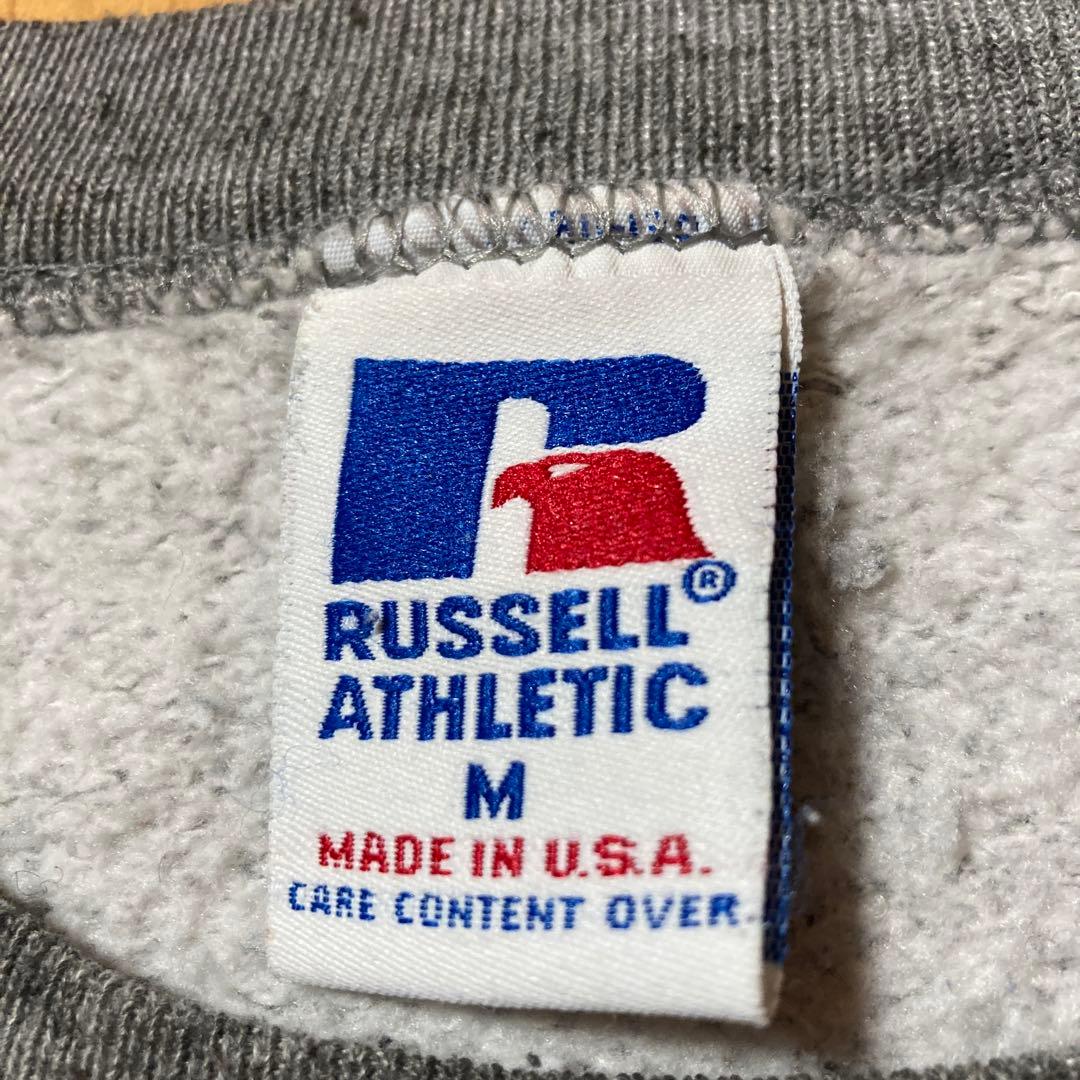 RUSSELL®
ATHLETIC
M
MADE IN U.S.A.
CARE CONTENT OVER